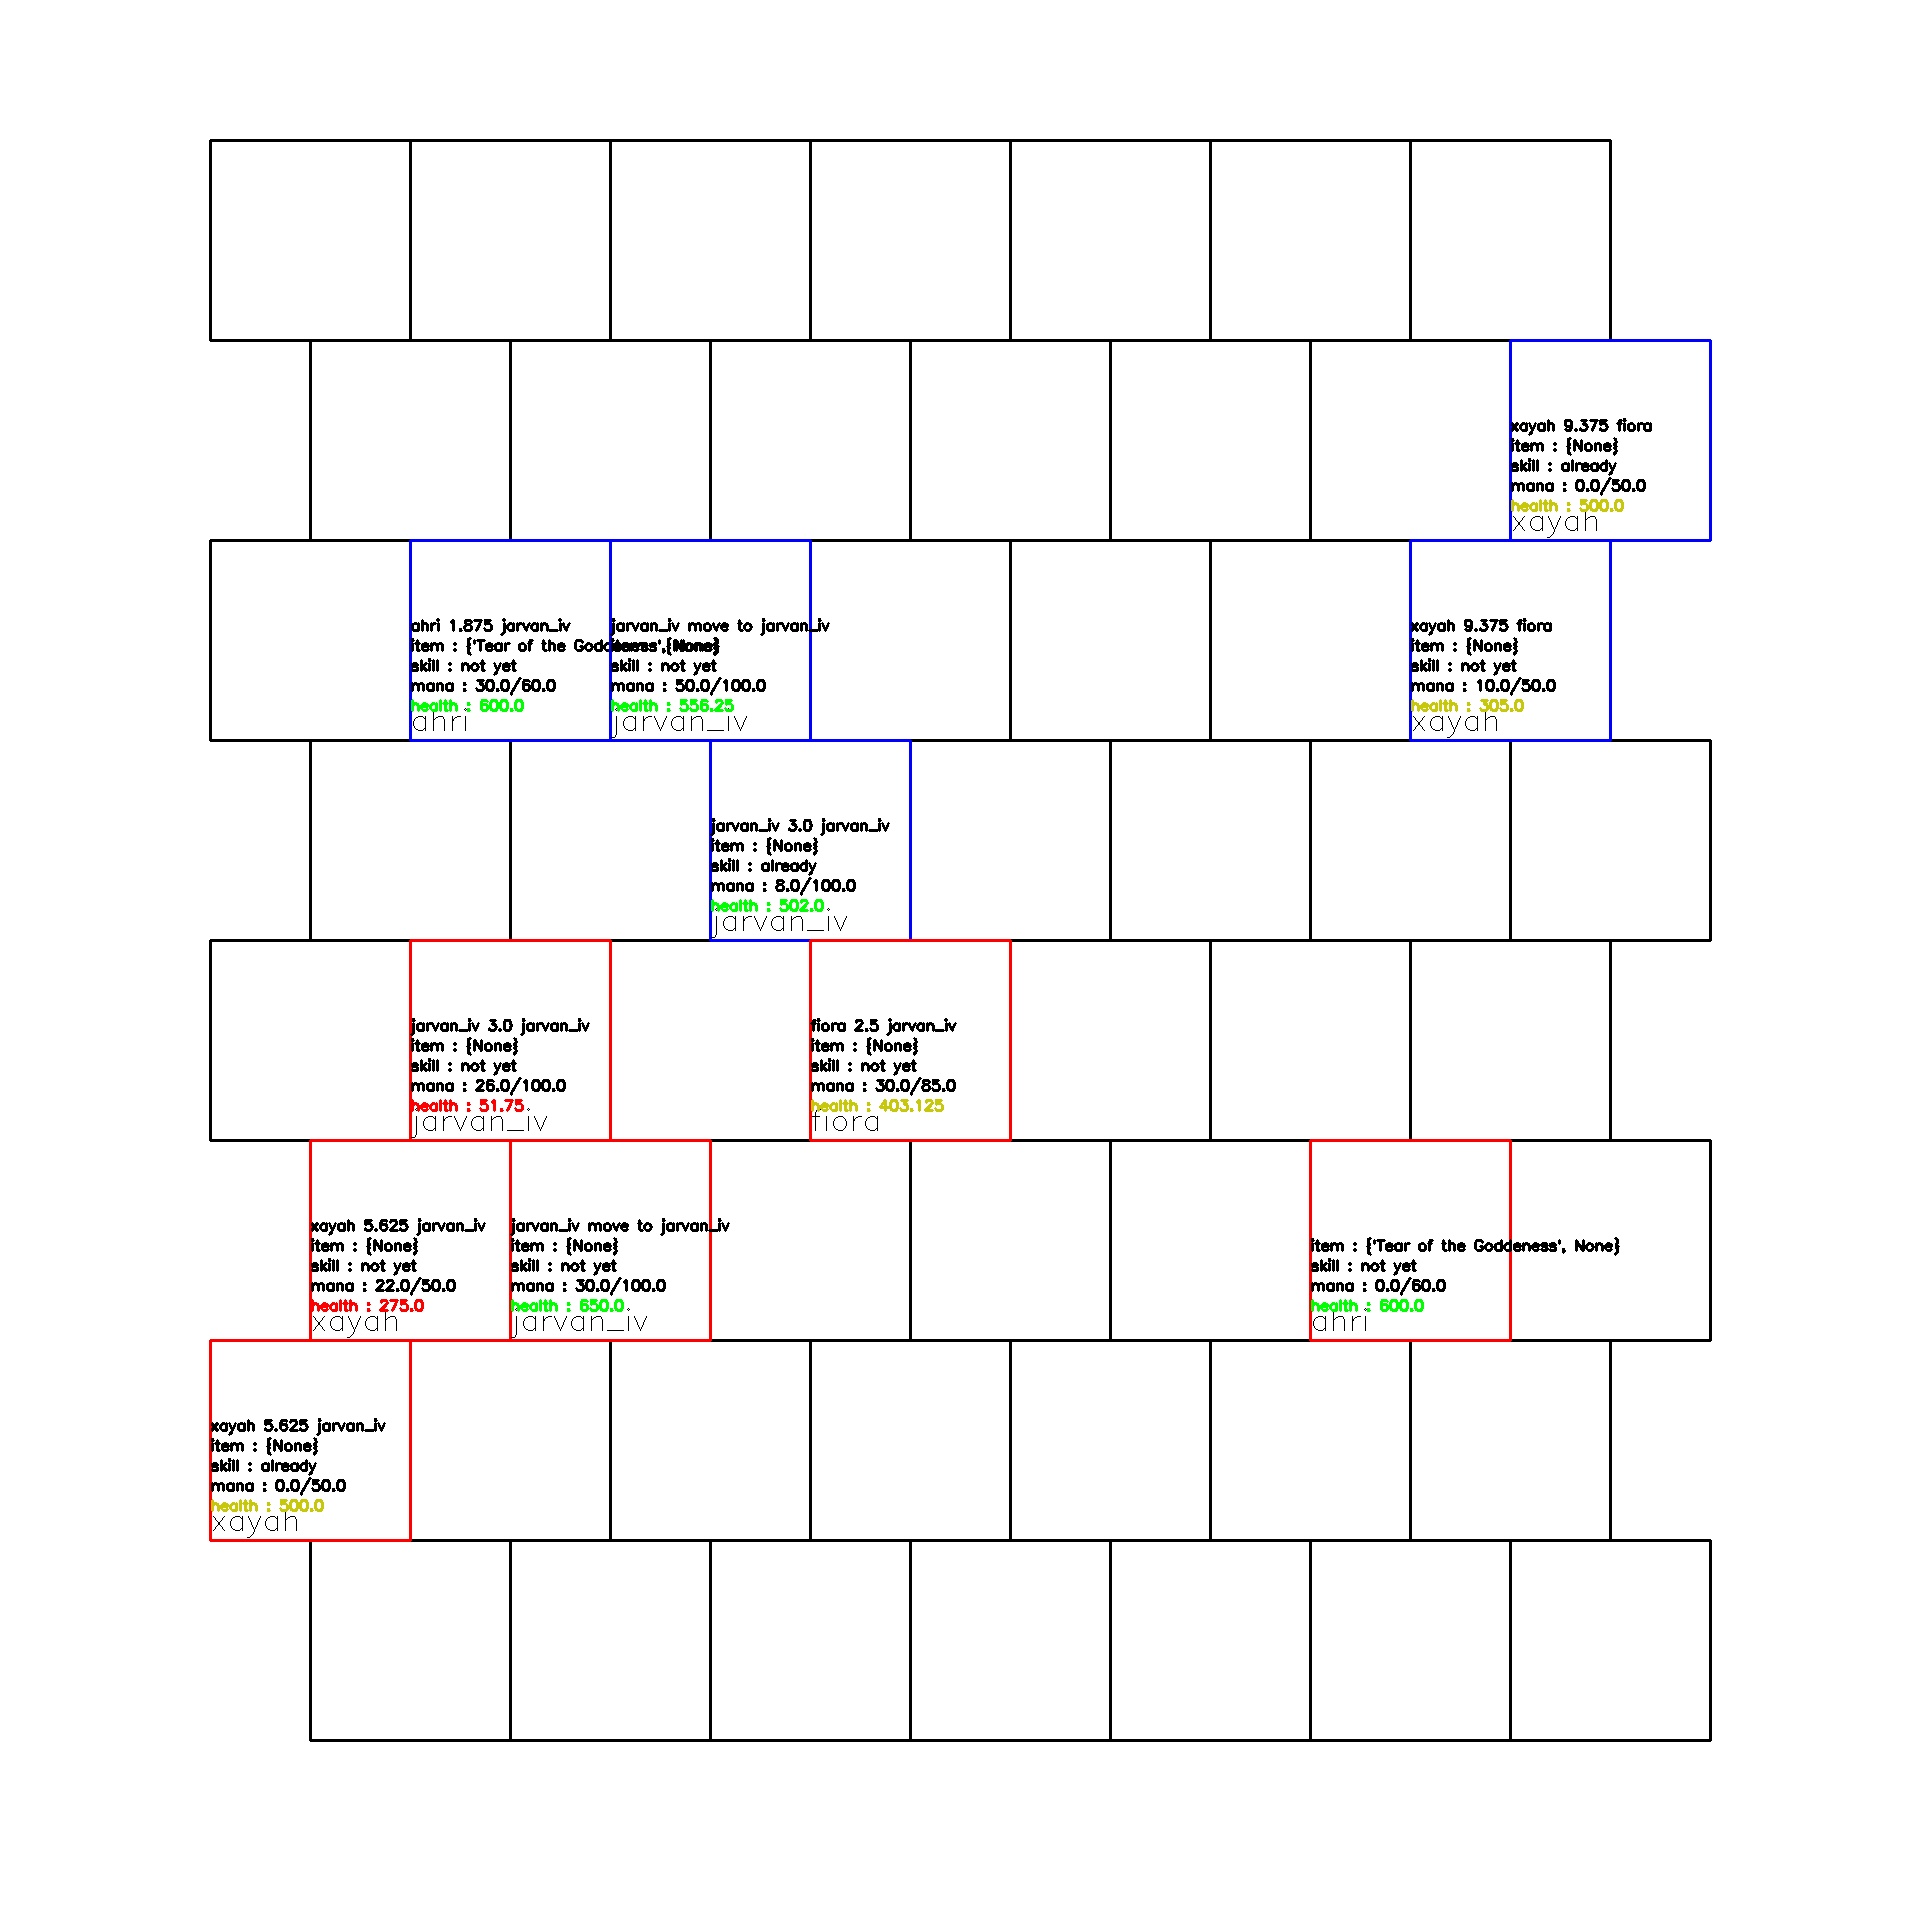 xayah 9.375 fiora
item : {None}
skill : already
mana : 0.0/50.0
health : 500.0
xayah
ahri 1.875 jarvan_iv
item : {'Tear of the Goddeness', None}
skill : not yet
mana : 30.0/60.0
health : 600.0
ahri
jarvan_iv move to jarvan_iv
item : {None}
skill : not yet
mana : 50.0/100.0
health : 556.25
jarvan_iv
xayah 9.375 fiora
item : {None}
skill : not yet
mana : 10.0/50.0
health : 305.0
xayah
jarvan_iv 3.0 jarvan_iv
item : {None}
skill : already
mana : 8.0/100.0
health : 502.0
jarvan_iv
jarvan_iv 3.0 jarvan_iv
item : {None}
skill : not yet
mana : 26.0/100.0
health : 51.75
jarvan_iv
fiora 2.5 jarvan_iv
item : {None}
skill : not yet
mana : 30.0/85.0
health : 403.125
fiora
xayah 5.625 jarvan_iv
item : {None}
skill : not yet
mana : 22.0/50.0
health : 275.0
xayah
jarvan_iv move to jarvan_iv
item : {None}
skill : not yet
mana : 30.0/100.0
health : 650.0
jarvan_iv
item : {'Tear of the Goddeness', None}
skill : not yet
mana : 0.0/60.0
health : 600.0
ahri
xayah 5.625 jarvan_iv
item : {None}
skill : already
mana : 0.0/50.0
health : 500.0
xayah